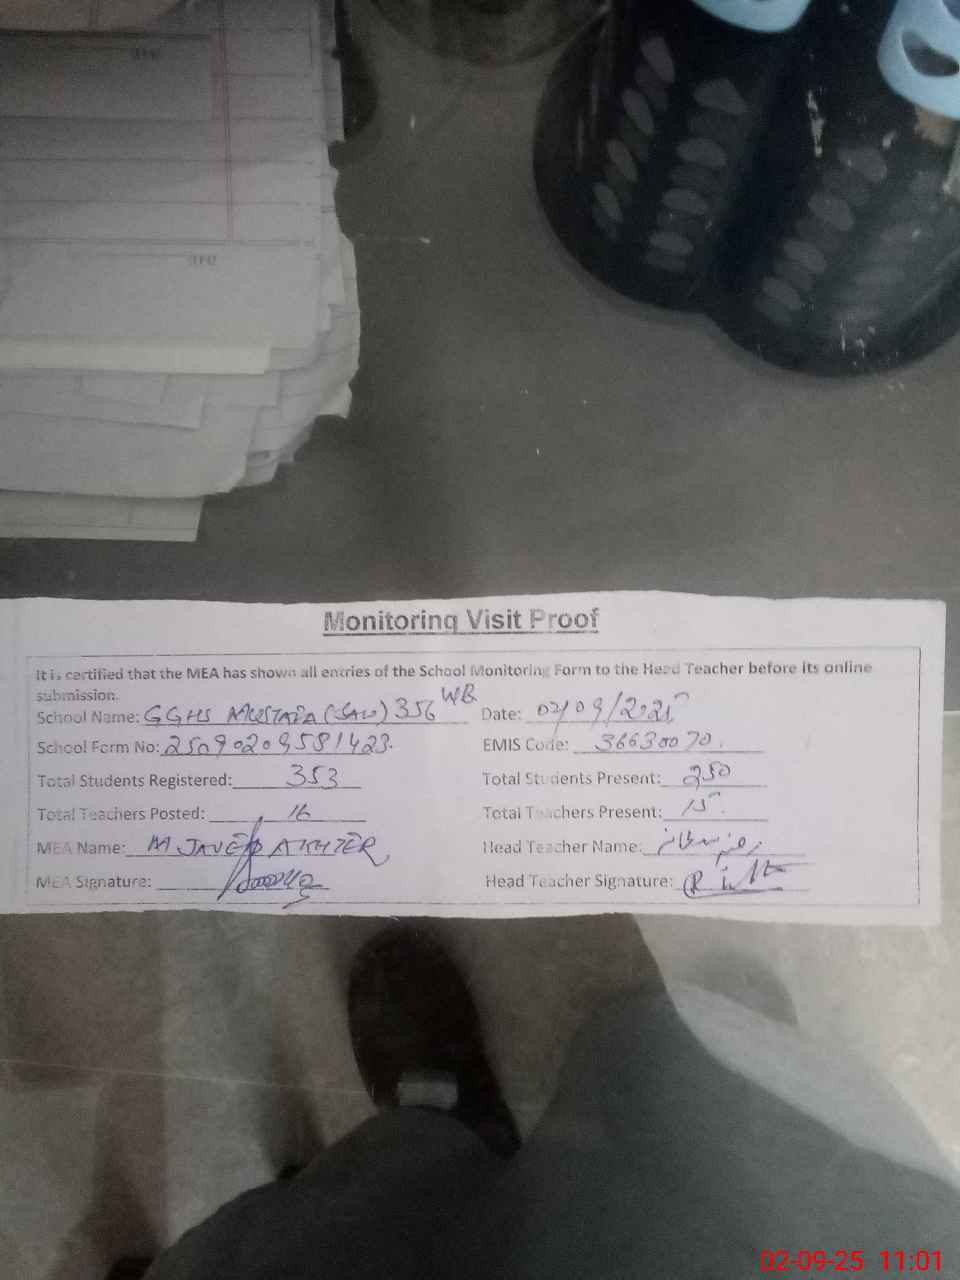 Monitoring Visit Proof
It is certified that the MEA has shown all entries of the School Monitoring Form to the Head Teacher before its online
submission.
School Name: GGHS MUSTAFA (SAW) 356 WB Date: 02/09/2025
School Form No: 25090209581423. EMIS Code: 36630070.
Total Students Registered: 353 Total Students Present: 250
Total Teachers Posted: 16 Total Teachers Present: 15
MEA Name: M JAVED AKHTER Head Teacher Name:
MEA Signature: Head Teacher Signature:
02-09-25 11:01